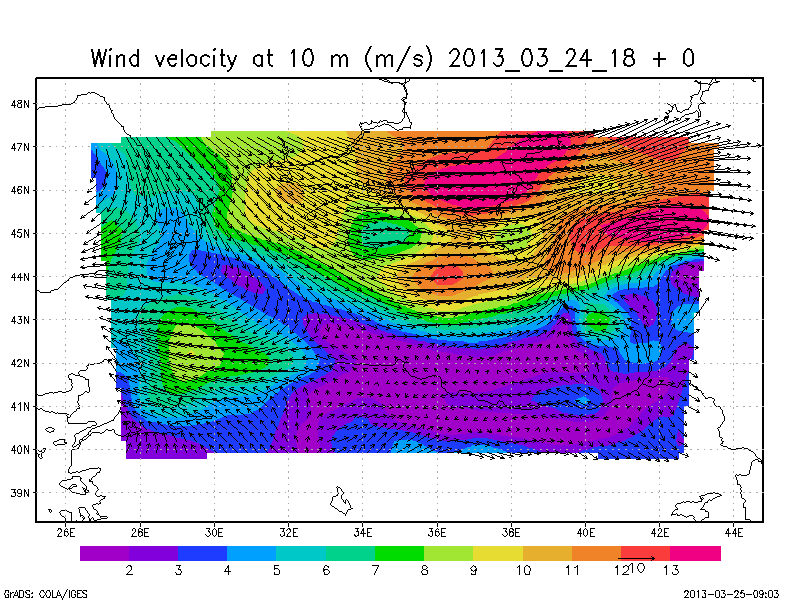 Wind velocity at 10 m (m/s) 2013_03_24_18 + 0
48N
47N
46N
45N
44N
43N
42N
41N
40N
39N
26E 28E 30E 32E 34E 36E 38E 40E 42E 44E
2 3 4 5 6 7 8 9 10 11 12 13
10
GrADS: COLA/IGES 2013-03-25-09:03